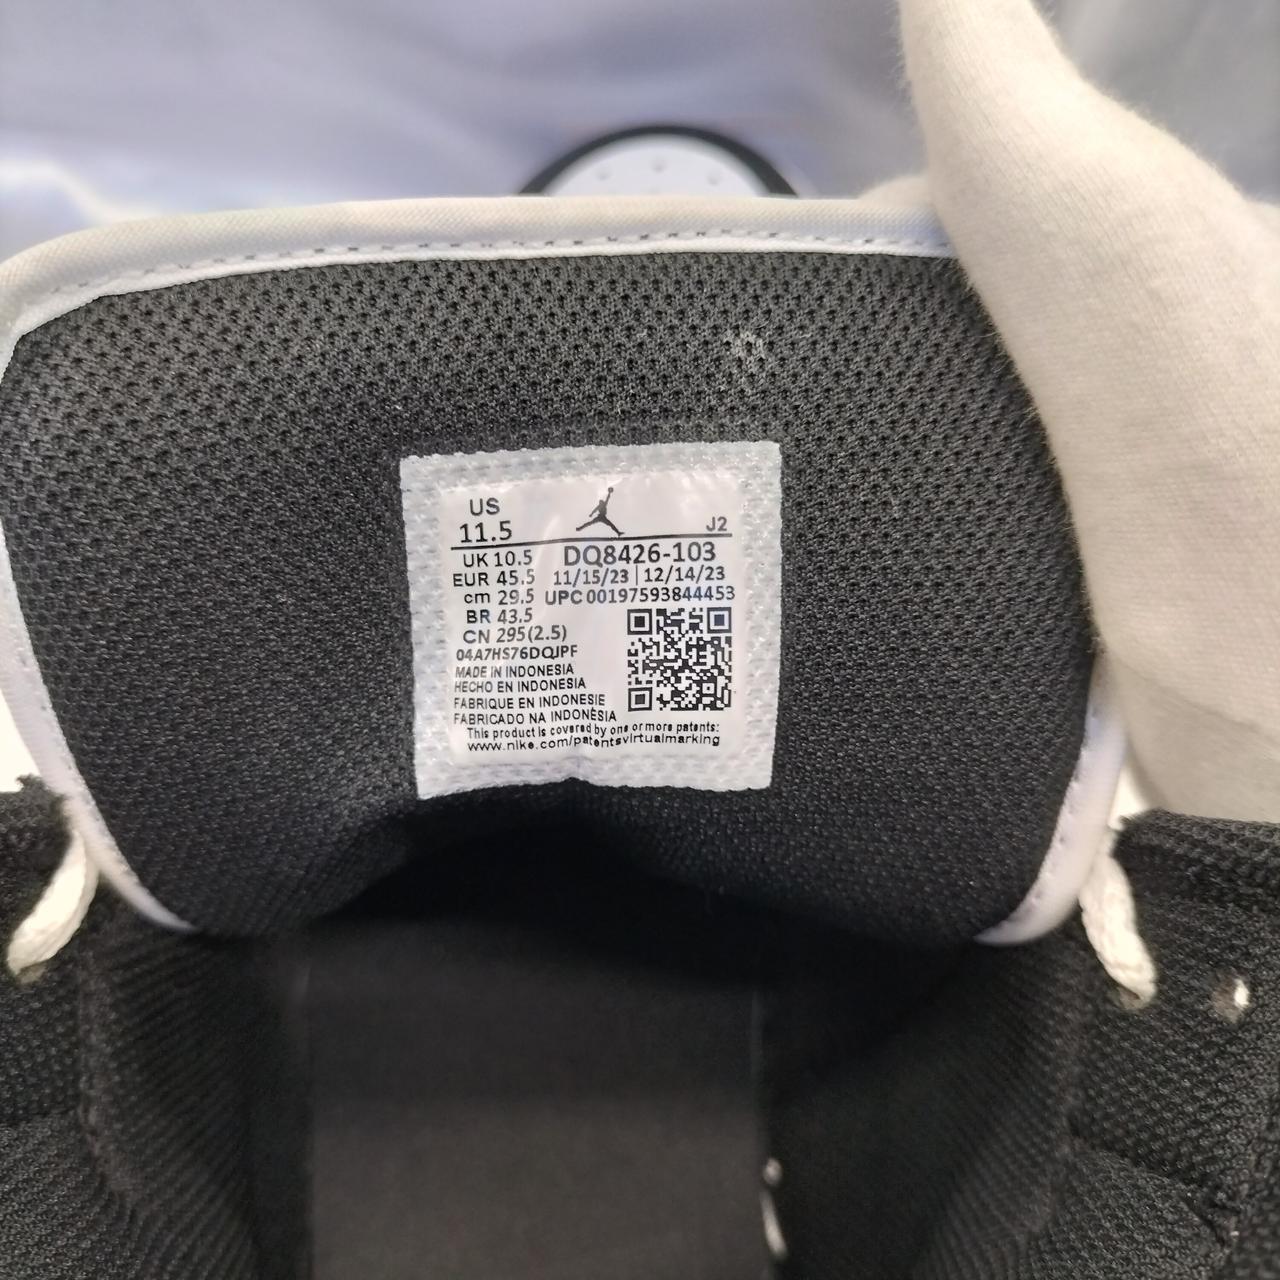 US
11.5
J2
UK 10.5 DQ8426-103
EUR 45.5 11/15/23 | 12/14/23
cm 29.5 UPC 00197593844453
BR 43.5
CN 295(2.5)
04A7HS76DQJPF
MADE IN INDONESIA
HECHO EN INDONESIA
FABRIQUE EN INDONESIE
FABRICADO NA INDONÉSIA
This product is covered by one or more patents:
www.nike.com/patentsvirtualmarking